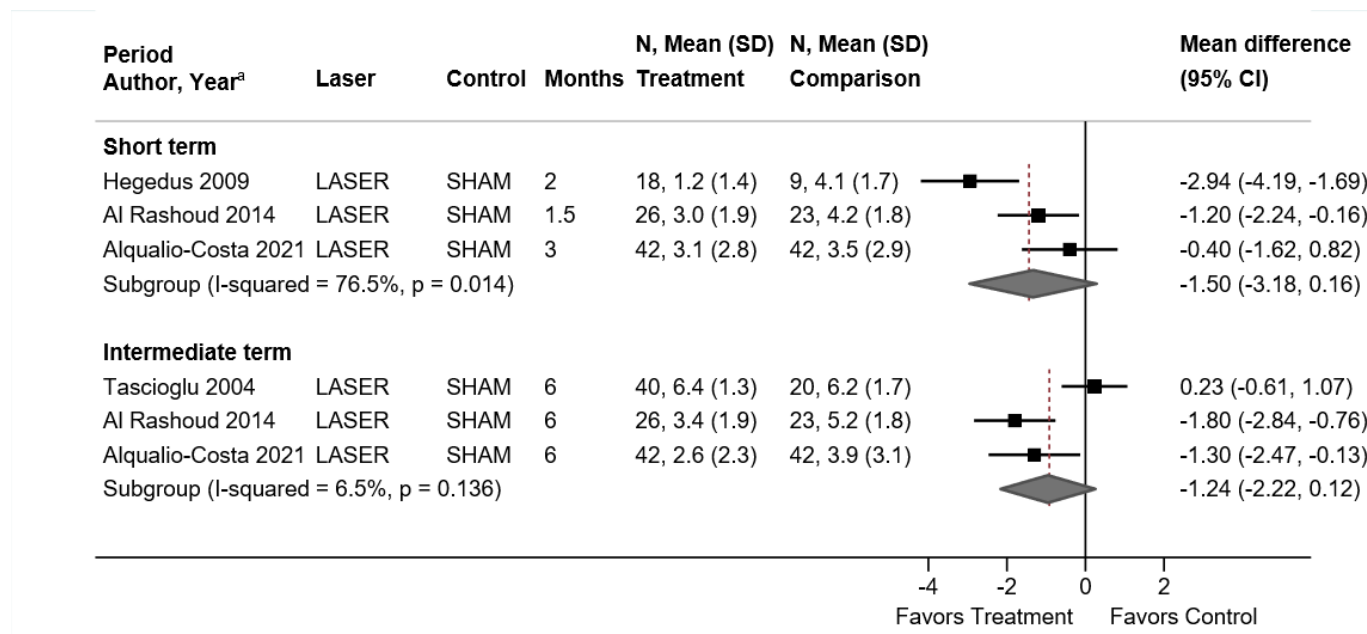 Period
Author, Yearᵃ Laser Control Months N, Mean (SD) Treatment N, Mean (SD) Comparison Mean difference (95% CI)
Short term
Hegedus 2009 LASER SHAM 2 18, 1.2 (1.4) 9, 4.1 (1.7) -2.94 (-4.19, -1.69)
Al Rashoud 2014 LASER SHAM 1.5 26, 3.0 (1.9) 23, 4.2 (1.8) -1.20 (-2.24, -0.16)
Alqualio-Costa 2021 LASER SHAM 3 42, 3.1 (2.8) 42, 3.5 (2.9) -0.40 (-1.62, 0.82)
Subgroup (I-squared = 76.5%, p = 0.014) -1.50 (-3.18, 0.16)
Intermediate term
Tascioglu 2004 LASER SHAM 6 40, 6.4 (1.3) 20, 6.2 (1.7) 0.23 (-0.61, 1.07)
Al Rashoud 2014 LASER SHAM 6 26, 3.4 (1.9) 23, 5.2 (1.8) -1.80 (-2.84, -0.76)
Alqualio-Costa 2021 LASER SHAM 6 42, 2.6 (2.3) 42, 3.9 (3.1) -1.30 (-2.47, -0.13)
Subgroup (I-squared = 6.5%, p = 0.136) -1.24 (-2.22, 0.12)
-4 -2 0 2
Favors Treatment Favors Control